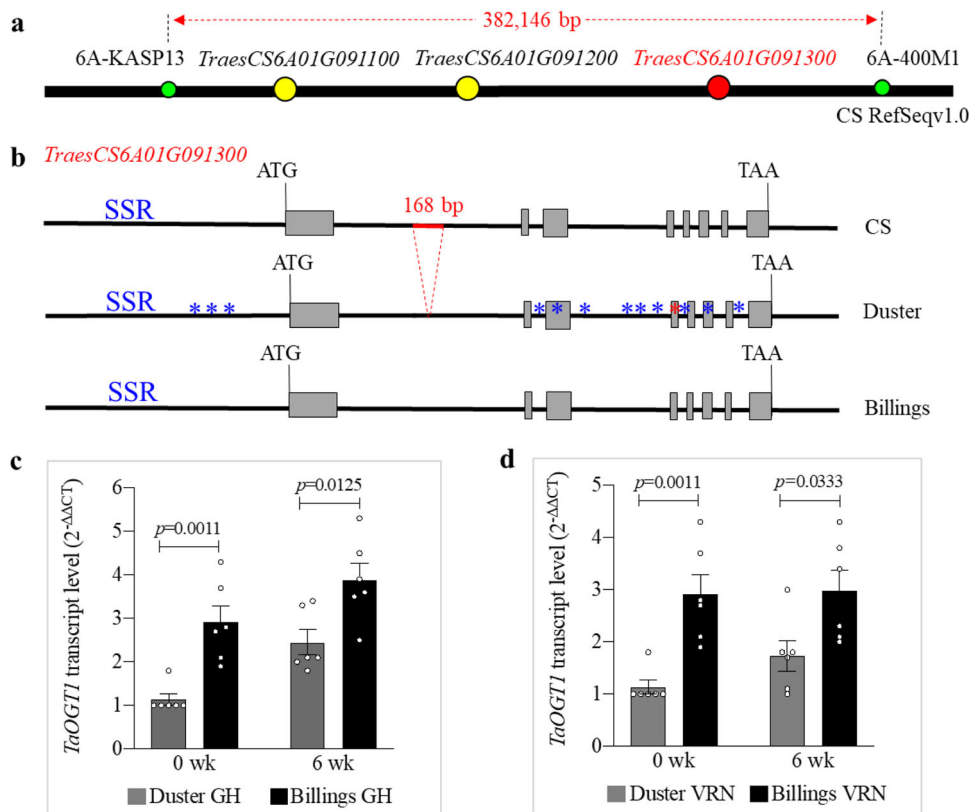 a
382,146 bp
6A-KASP13 TraesCS6A01G091100 TraesCS6A01G091200 TraesCS6A01G091300 6A-400M1
CS RefSeqv1.0
b TraesCS6A01G091300
ATG TAA
SSR 168 bp
CS
ATG TAA
SSR *** * * * *** * * * * Duster
ATG TAA
SSR
Billings
c
TaOGT1 transcript level (2-ΔΔCT)
6
5
4
3
2
1
0
p=0.0011
p=0.0125
0 wk 6 wk
Duster GH Billings GH
d
TaOGT1 transcript level (2-ΔΔCT)
5
4
3
2
1
0
p=0.0011 p=0.0333
0 wk 6 wk
Duster VRN Billings VRN